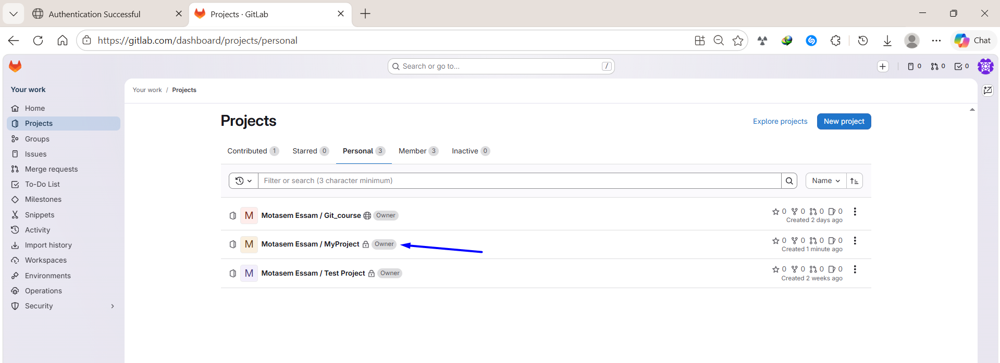 Authentication Successful
Projects · GitLab
https://gitlab.com/dashboard/projects/personal
Chat
Search or go to...
/
0
0
0
Your work
Home
Projects
Groups
Issues
Merge requests
To-Do List
Milestones
Snippets
Activity
Import history
Workspaces
Environments
Operations
Security
Your work / Projects
Projects
Explore projects
New project
Contributed 1
Starred 0
Personal 3
Member 3
Inactive 0
Filter or search (3 character minimum)
Name
M
Motasem Essam / Git_course Owner
0 0 0 0
Created 2 days ago
M
Motasem Essam / MyProject Owner
0 0 0 0
Created 1 minute ago
M
Motasem Essam / Test Project Owner
0 0 0 0
Created 2 weeks ago